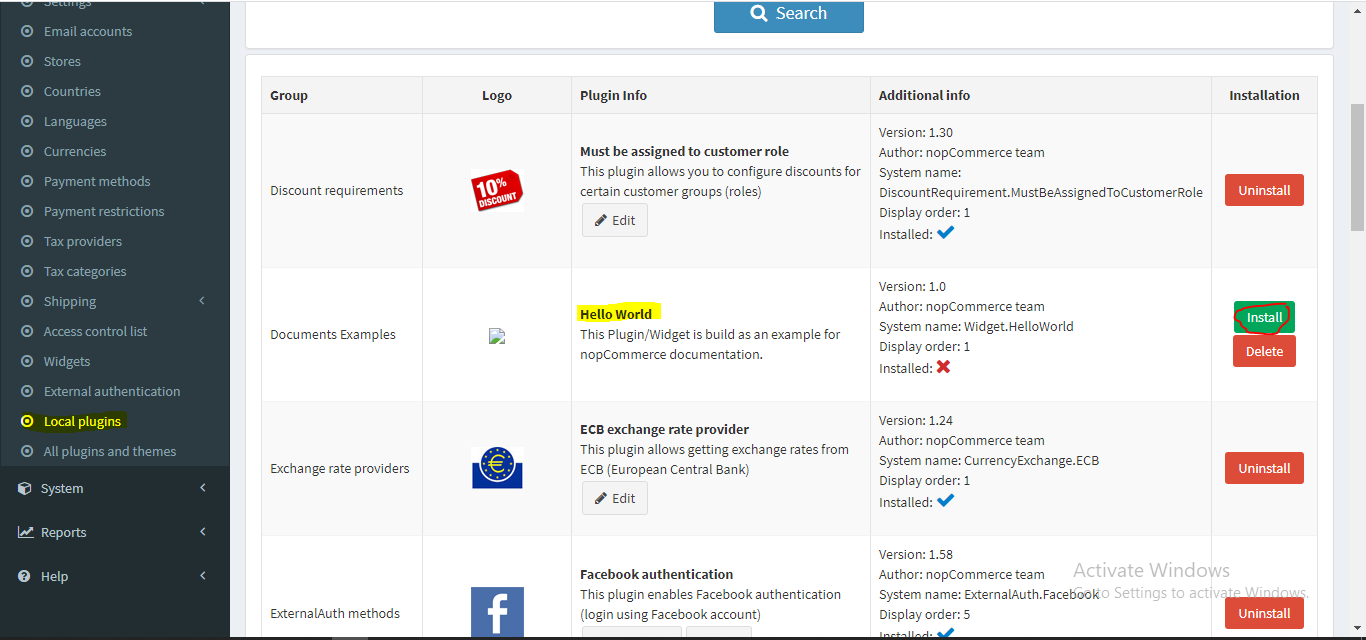 Settings
Email accounts
Stores
Countries
Languages
Currencies
Payment methods
Payment restrictions
Tax providers
Tax categories
Shipping
Access control list
Widgets
External authentication
Local plugins
All plugins and themes
System
Reports
Help
Search
Group
Logo
Plugin Info
Additional info
Installation
Discount requirements
10%
DISCOUNT
Must be assigned to customer role
This plugin allows you to configure discounts for
certain customer groups (roles)
Edit
Version: 1.30
Author: nopCommerce team
System name:
DiscountRequirement.MustBeAssignedToCustomerRole
Display order: 1
Installed:
Uninstall
Documents Examples
Hello World
This Plugin/Widget is build as an example for
nopCommerce documentation.
Version: 1.0
Author: nopCommerce team
System name: Widget.HelloWorld
Display order: 1
Installed:
Install
Delete
Exchange rate providers
ECB exchange rate provider
This plugin allows getting exchange rates from
ECB (European Central Bank)
Edit
Version: 1.24
Author: nopCommerce team
System name: CurrencyExchange.ECB
Display order: 1
Installed:
Uninstall
ExternalAuth methods
f
Facebook authentication
This plugin enables Facebook authentication
(login using Facebook account)
Version: 1.58
Author: nopCommerce team
System name: ExternalAuth.Facebook
Display order: 5
Installed:
Uninstall
Activate Windows
Go to Settings to activate Windows.